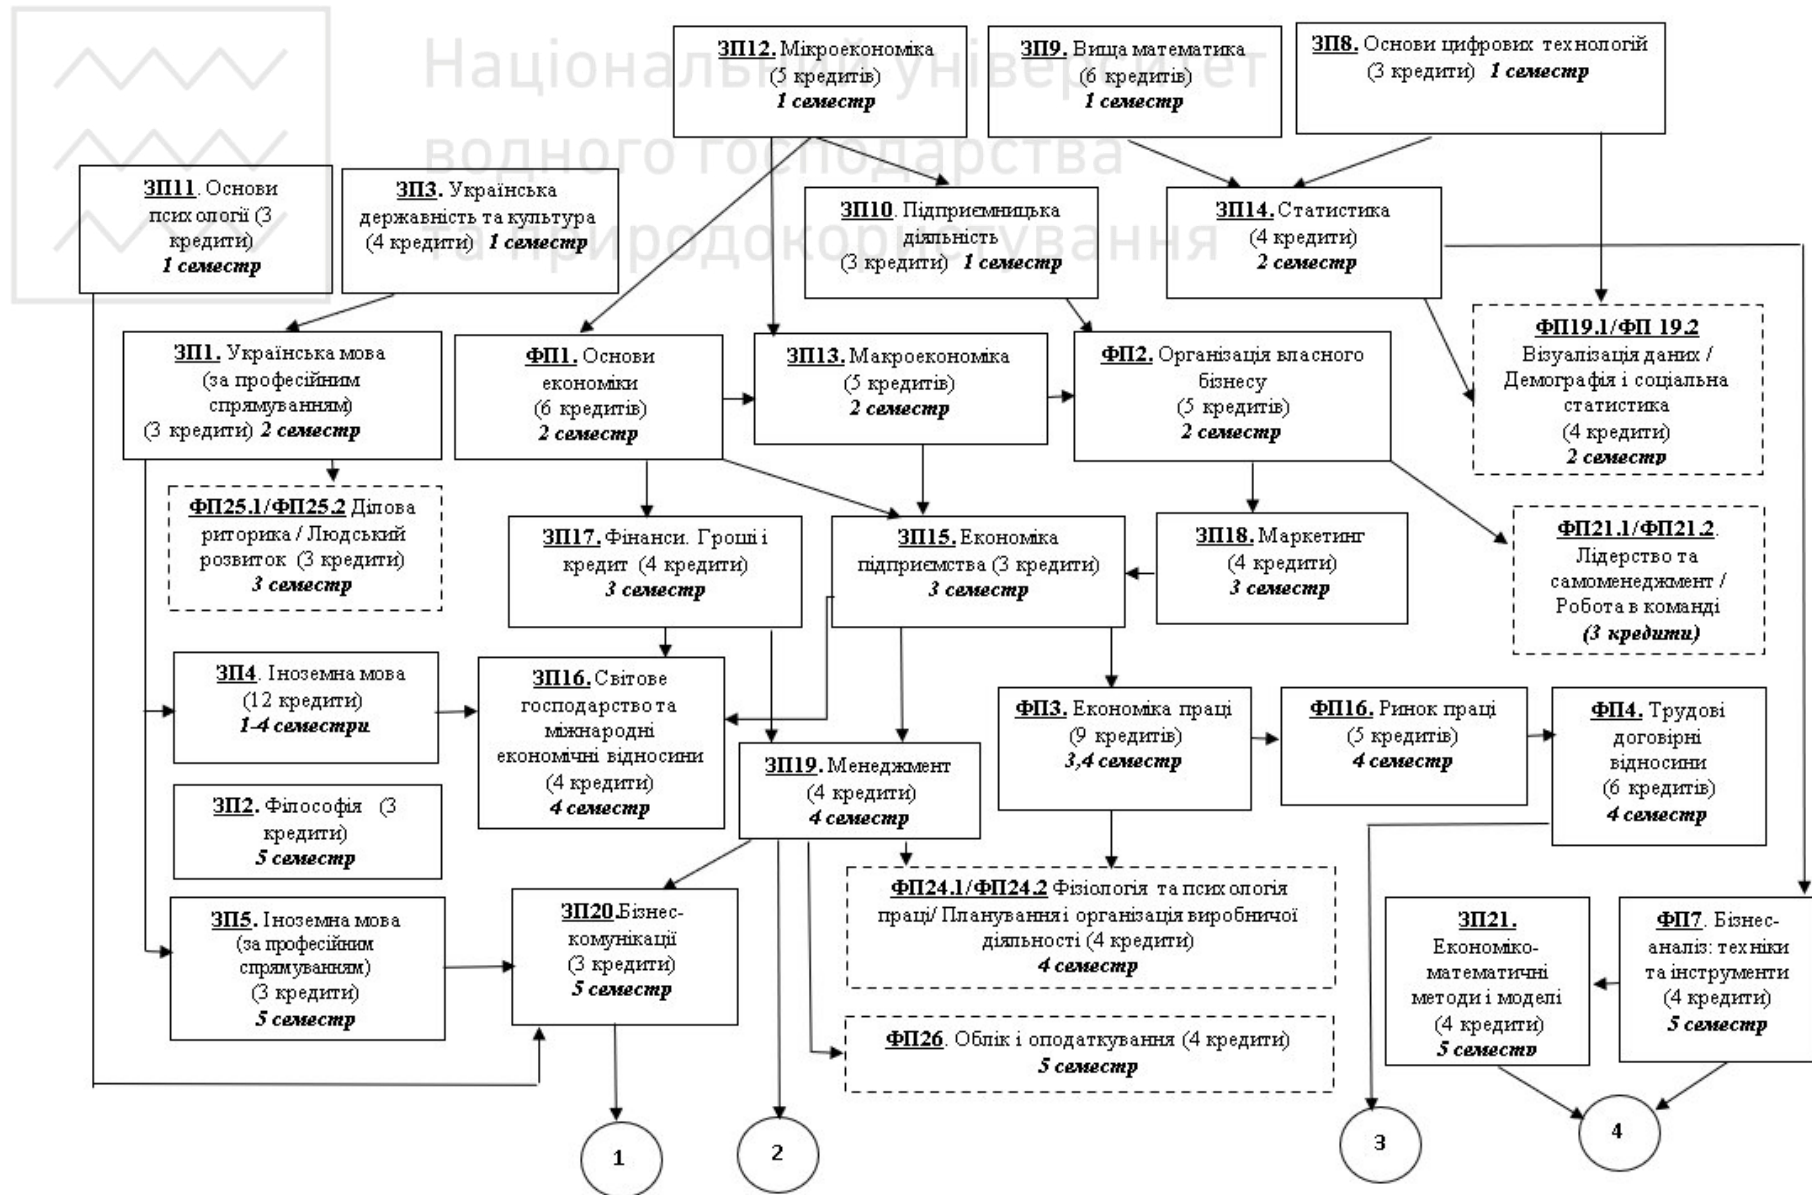 Національний університет
водного господарства
та природокористування
ЗП12. Мікроекономіка
(5 кредитів)
1 семестр
ЗП9. Вища математика
(6 кредитів)
1 семестр
ЗП8. Основи цифрових технологій
(3 кредити) 1 семестр
ЗП11. Основи
психології (3
кредити)
1 семестр
ЗП3. Українська
державність та культура
(4 кредити) 1 семестр
ЗП10. Підприємницька
діяльність
(3 кредити) 1 семестр
ЗП14. Статистика
(4 кредити)
2 семестр
ЗП1. Українська мова
(за професійним
спрямуванням)
(3 кредити) 2 семестр
ФП1. Основи
економіки
(6 кредитів)
2 семестр
ЗП13. Макроекономіка
(5 кредитів)
2 семестр
ФП2. Організація власного
бізнесу
(5 кредитів)
2 семестр
ФП19.1/ФП 19.2
Візуалізація даних /
Демографія і соціальна
статистика
(4 кредити)
2 семестр
ФП25.1/ФП25.2 Ділова
риторика / Людський
розвиток (3 кредити)
3 семестр
ЗП17. Фінанси. Гроші і
кредит (4 кредити)
3 семестр
ЗП15. Економіка
підприємства (3 кредити)
3 семестр
ЗП18. Маркетинг
(4 кредити)
3 семестр
ФП21.1/ФП21.2.
Лідерство та
самоменеджмент /
Робота в команді
(3 кредити)
ЗП4. Іноземна мова
(12 кредити)
1-4 семестри
ЗП16. Світове
господарство та
міжнародні
економічні відносини
(4 кредити)
4 семестр
ЗП19. Менеджмент
(4 кредити)
4 семестр
ФП3. Економіка праці
(9 кредитів)
3,4 семестр
ФП16. Ринок праці
(5 кредитів)
4 семестр
ФП4. Трудові
договірні
відносини
(6 кредитів)
4 семестр
ЗП2. Філософія (3
кредити)
5 семестр
ЗП5. Іноземна мова
(за професійним
спрямуванням)
(3 кредити)
5 семестр
ЗП20.Бізнес-
комунікації
(3 кредити)
5 семестр
ФП24.1/ФП24.2 Фізіологія та психологія
праці/ Планування і організація виробничої
діяльності (4 кредити)
4 семестр
ФП26. Облік і оподаткування (4 кредити)
5 семестр
ЗП21.
Економіко-
математичні
методи і моделі
(4 кредити)
5 семестр
ФП7. Бізнес-
аналіз: техніки
та інструменти
(4 кредити)
5 семестр
1
2
3
4